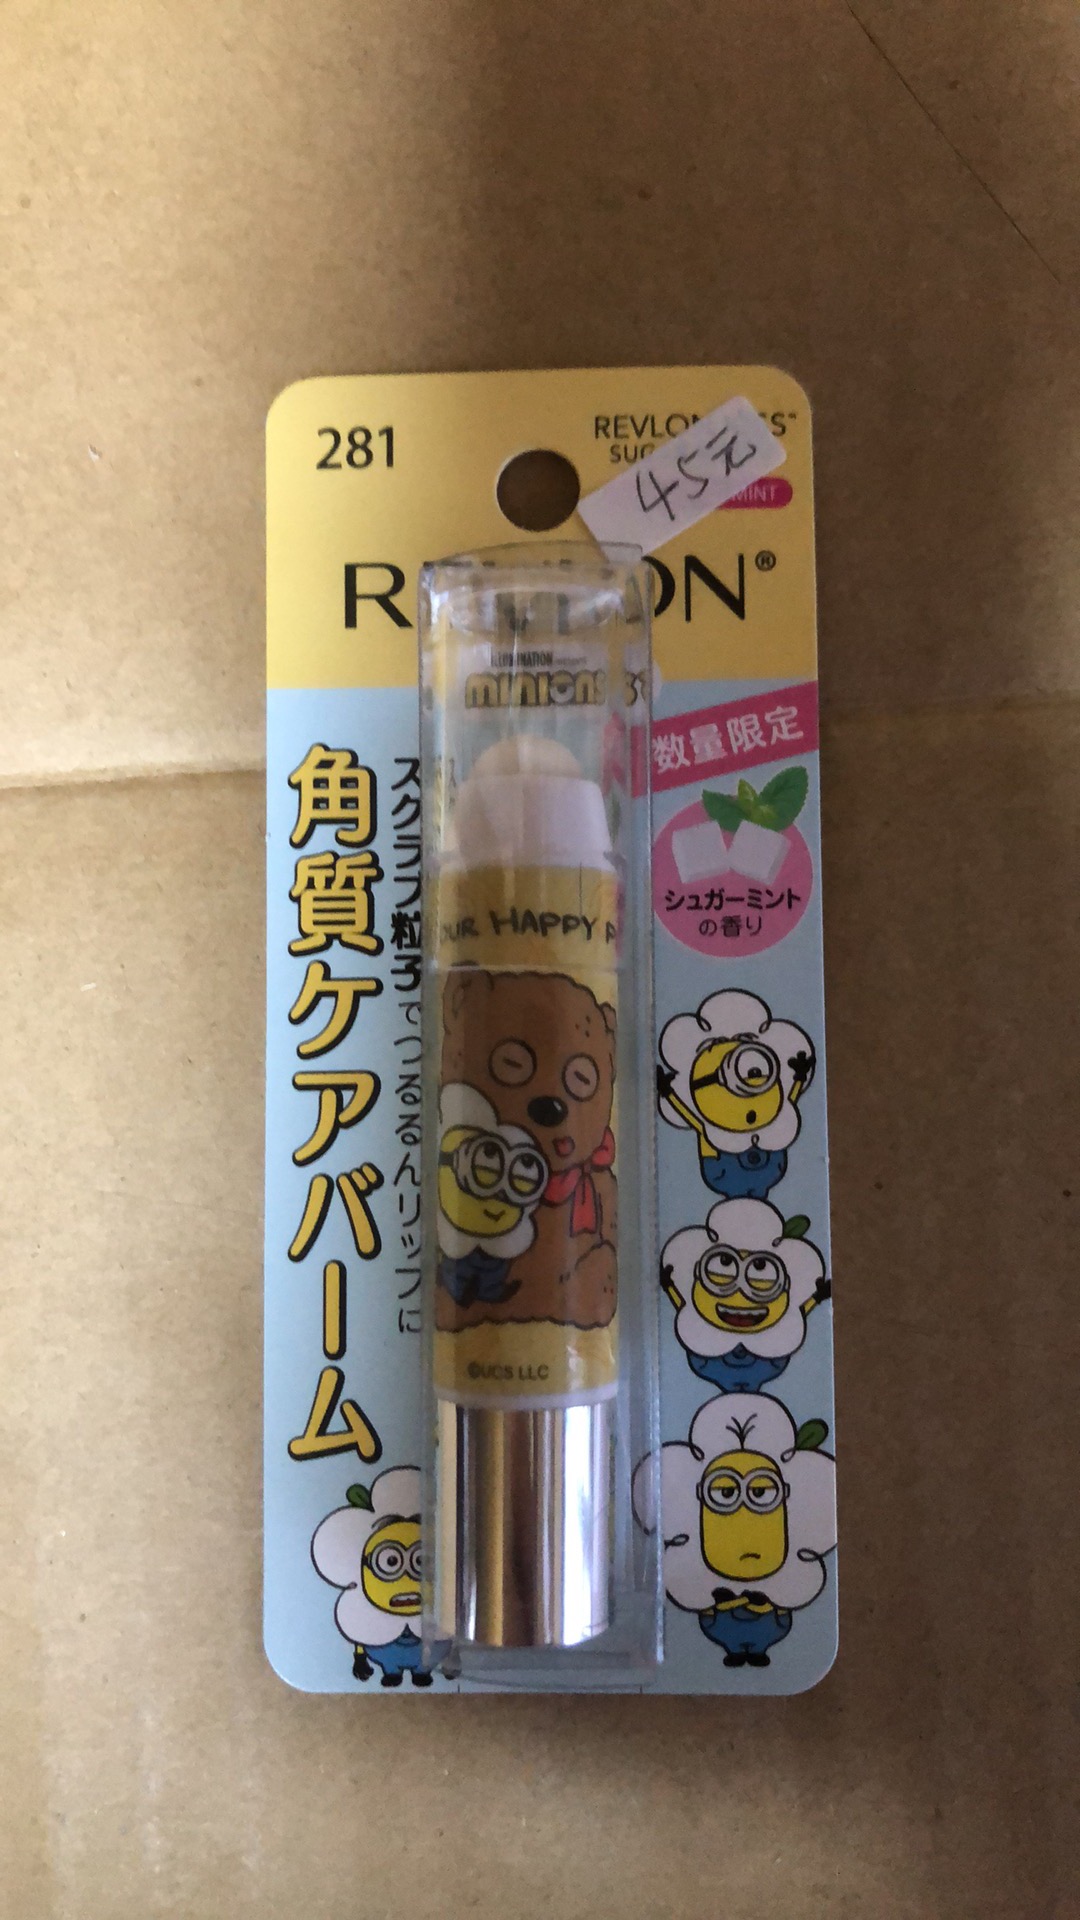 281
REVLON
45元
MINT
R ON®
ILLUMINATION
MINIONS
数量限定
角質ケアバーム
スクラブ粒子でつるるんリップに
シュガーミント
の香り
OUR HAPPY
©UCS LLC